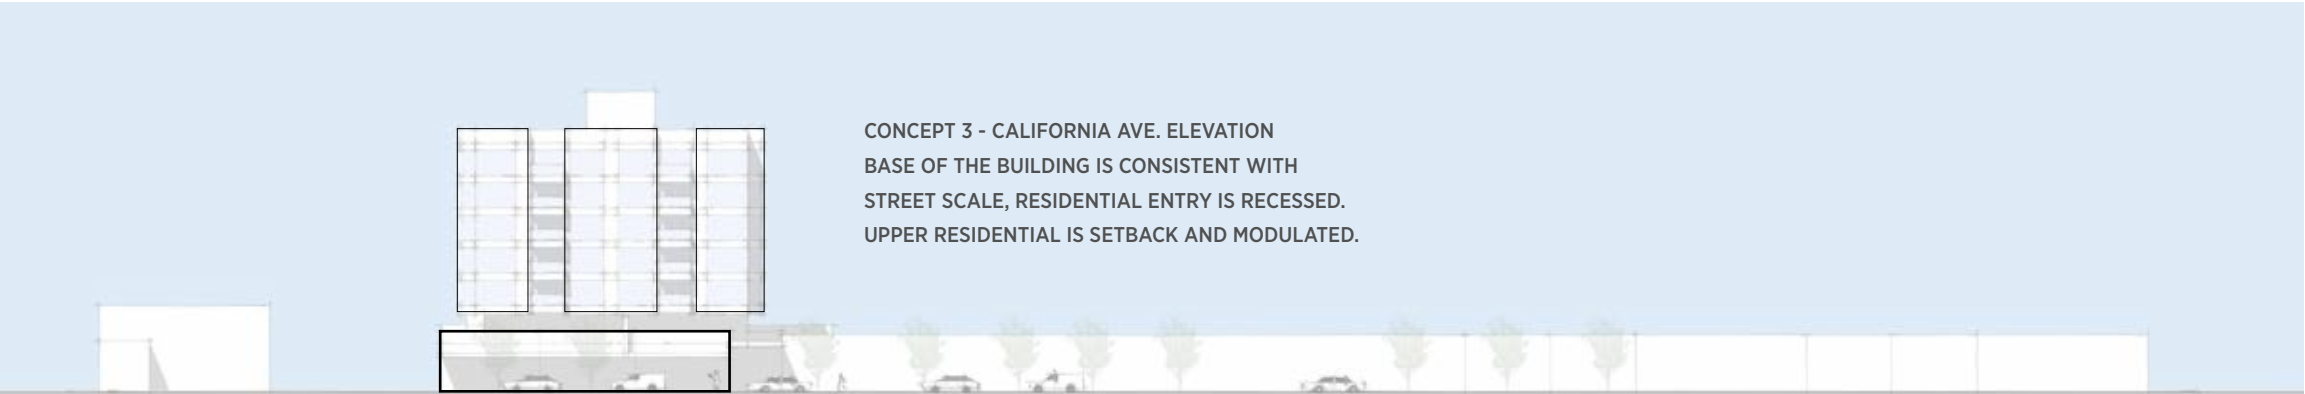 CONCEPT 3 - CALIFORNIA AVE. ELEVATION
BASE OF THE BUILDING IS CONSISTENT WITH
STREET SCALE, RESIDENTIAL ENTRY IS RECESSED.
UPPER RESIDENTIAL IS SETBACK AND MODULATED.